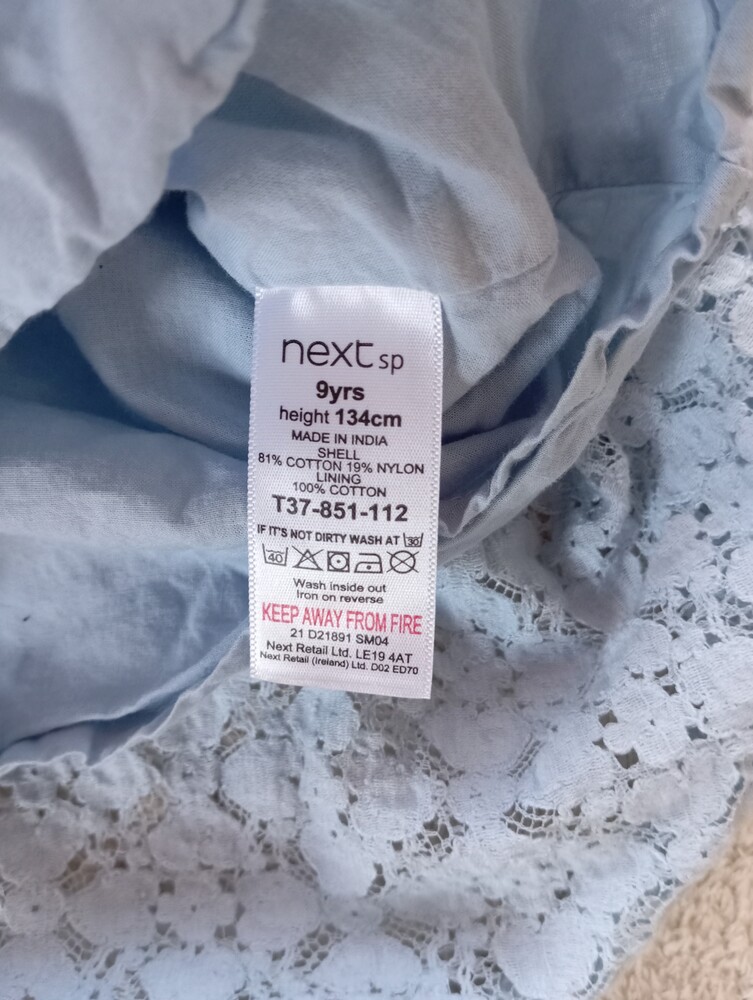 next sp
9yrs
height 134cm
MADE IN INDIA
SHELL
81% COTTON 19% NYLON
LINING
100% COTTON
T37-851-112
IF IT'S NOT DIRTY WASH AT 30
40
Wash inside out
Iron on reverse
KEEP AWAY FROM FIRE
21 D21891 SM04
Next Retail Ltd. LE19 4AT
Next Retail (Ireland) Ltd. D02 ED70